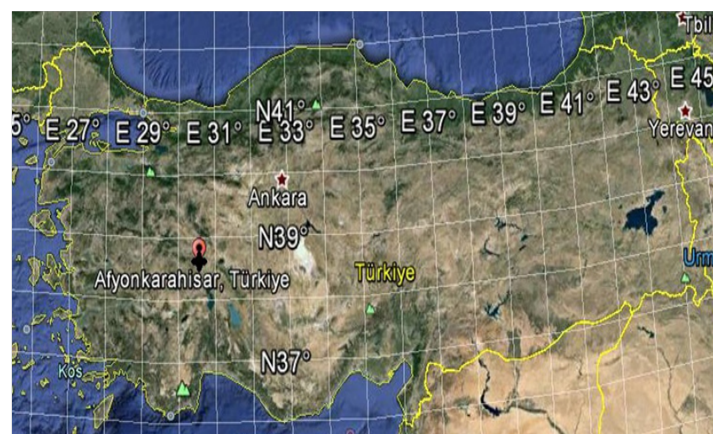 Tbil
N41°
5° E 27° E 29° E 31° E 33° E 35° E 37° E 39° E 41° E 43° E 45
Yerevan
Ankara
N39°
Urm
Türkiye
Afyonkarahisar, Türkiye
N37°
Kos